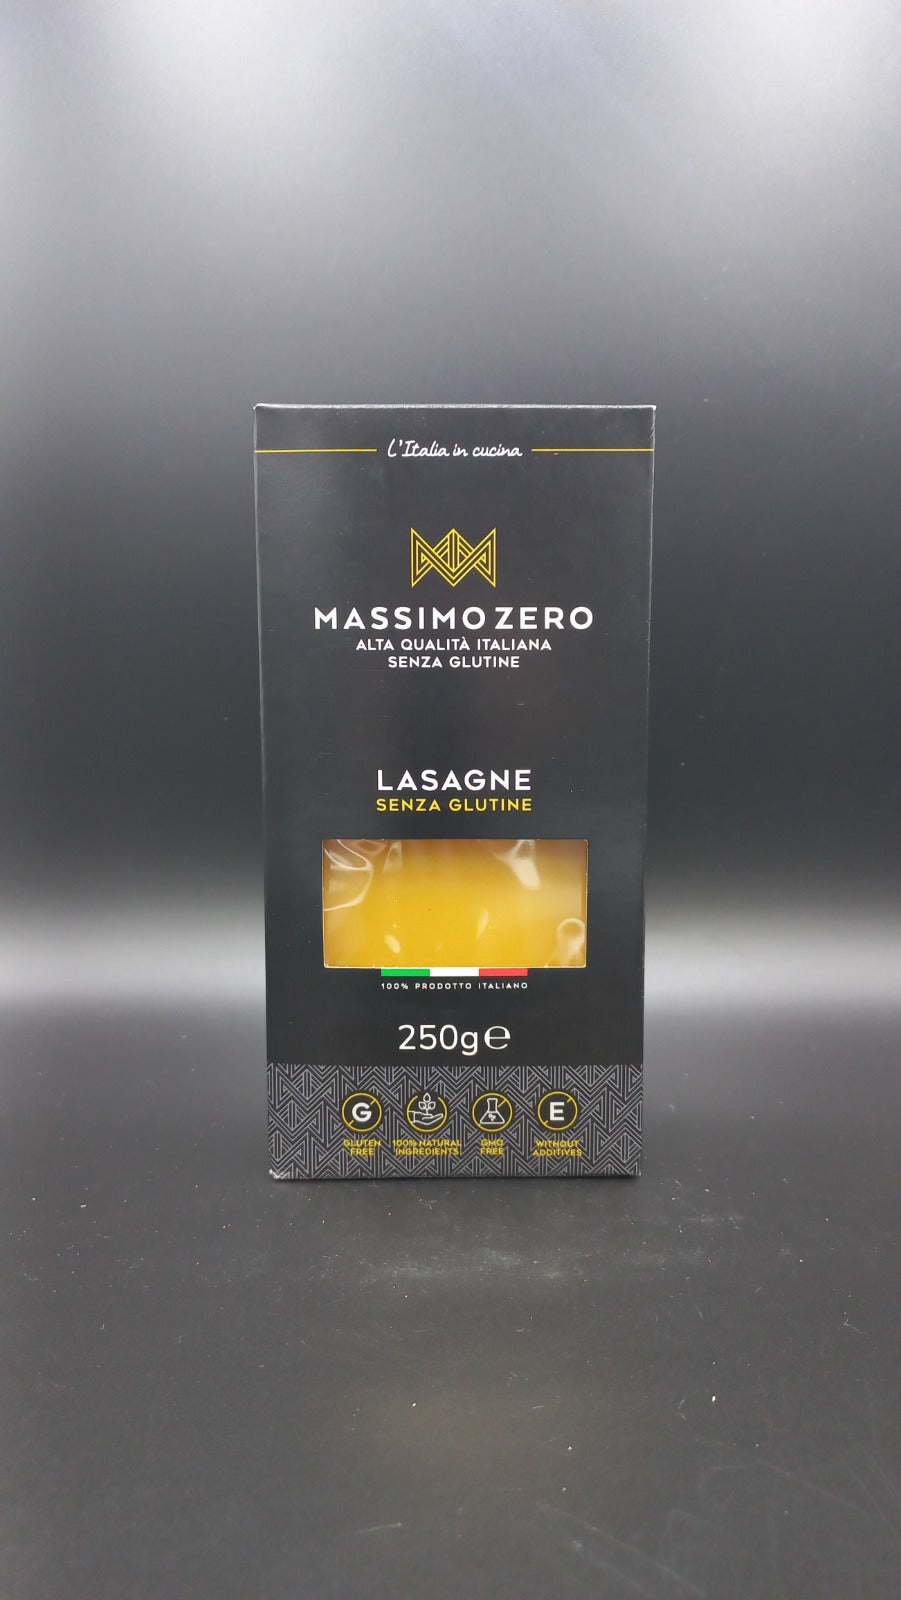 L'Italia in cucina
MASSIMO ZERO
ALTA QUALITÀ ITALIANA
SENZA GLUTINE
LASAGNE
SENZA GLUTINE
100% PRODOTTO ITALIANO
250g℮
G
E
GLUTEN
FREE
100% NATURAL
INGREDIENTS
GMO
FREE
WITHOUT
ADDITIVES